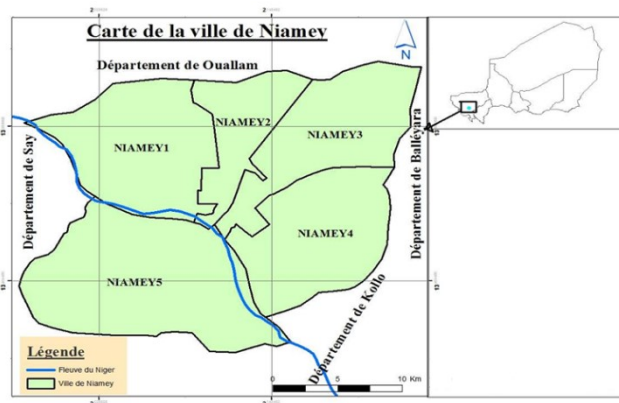 Carte de la ville de Niamey
N
Département de Ouallam
NIAMEY2
NIAMEY3
NIAMEY1
Département de Say
Département de Balléyara
NIAMEY4
NIAMEY5
Département de Kollo
Légende
Fleuve du Niger
Ville de Niamey
0
5
10 Km